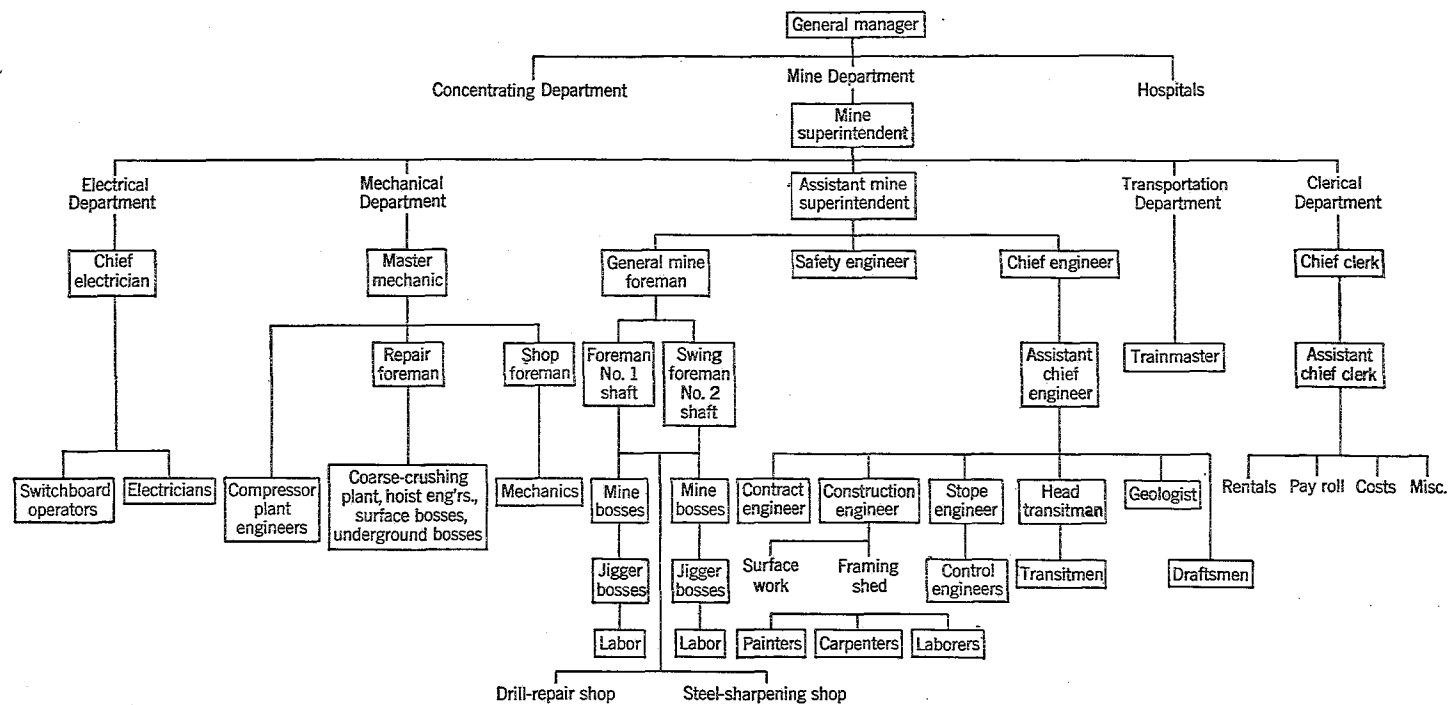 General manager
Concentrating Department
Mine Department
Hospitals
Mine
superintendent
Electrical
Department
Mechanical
Department
Assistant mine
superintendent
Transportation
Department
Clerical
Department
Chief
electrician
Master
mechanic
General mine
foreman
Safety engineer
Chief engineer
Chief clerk
Repair
foreman
Shop
foreman
Foreman
No. 1
shaft
Swing
foreman
No. 2
shaft
Assistant
chief
engineer
Trainmaster
Assistant
chief clerk
Switchboard
operators
Electricians
Compressor
plant
engineers
Coarse-crushing
plant, hoist eng'rs.,
surface bosses,
underground bosses
Mechanics
Mine
bosses
Mine
bosses
Contract
engineer
Construction
engineer
Stope
engineer
Head
transitman
Geologist
Rentals
Pay roll
Costs
Misc.
Jigger
bosses
Jigger
bosses
Surface
work
Framing
shed
Control
engineers
Transitmen
Draftsmen
Labor
Labor
Painters
Carpenters
Laborers
Drill-repair shop
Steel-sharpening shop